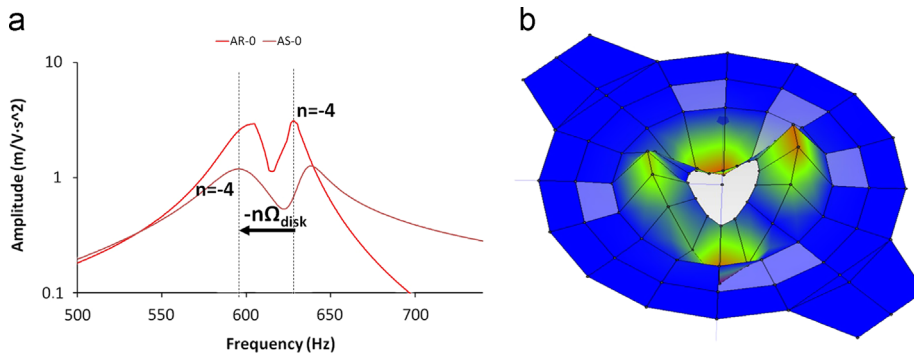 a
b
AR-0 AS-0
10
1
0.1
Amplitude (m/V·s^2)
n=-4
n=-4
-nΩdisk
500 550 600 650 700
Frequency (Hz)